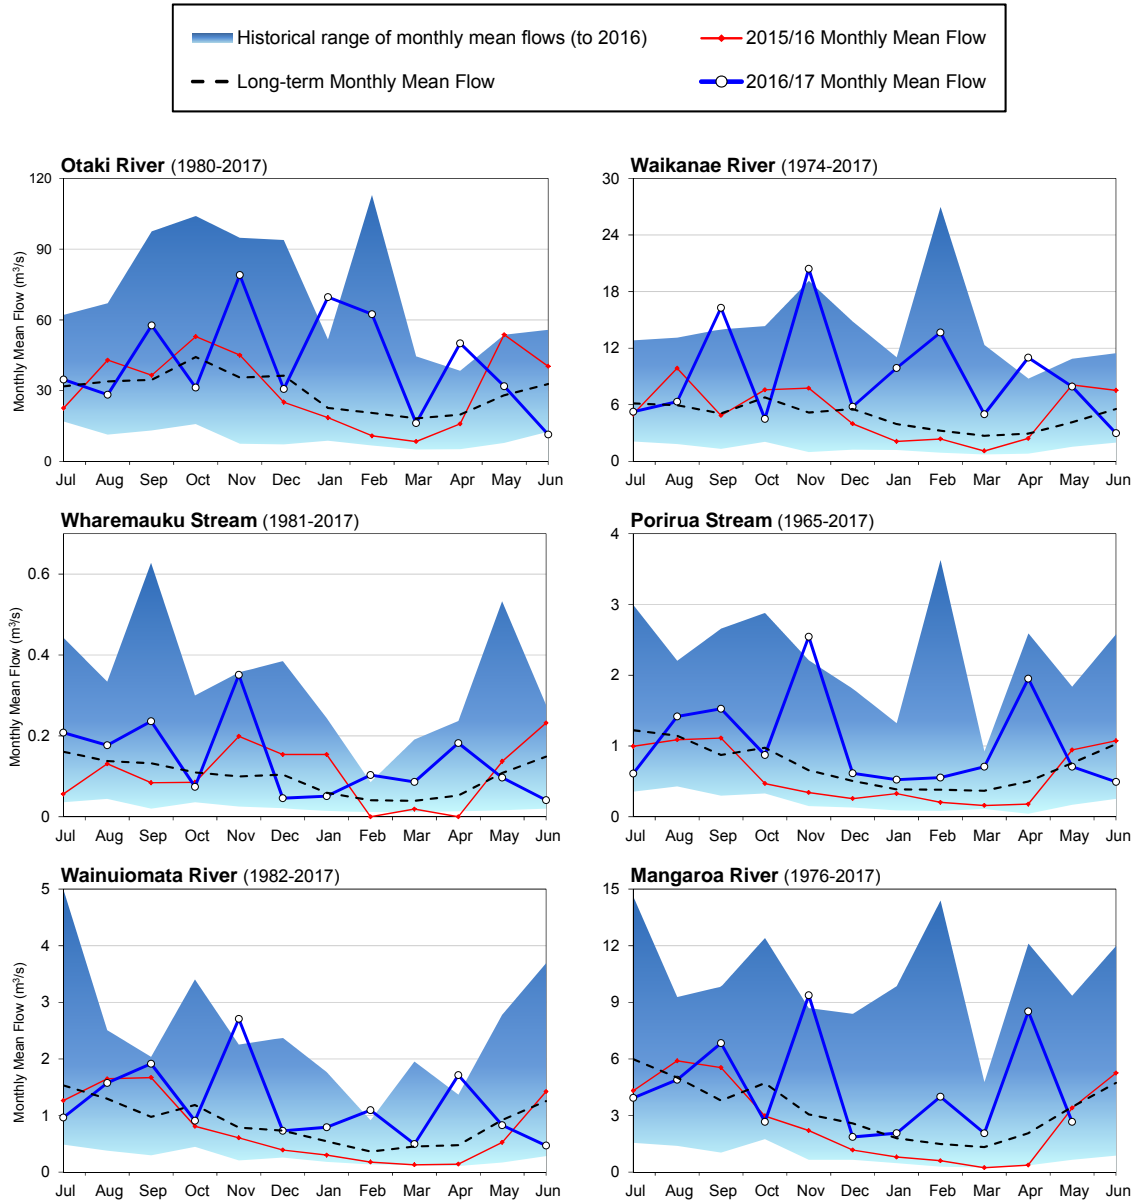 Historical range of monthly mean flows (to 2016)
2015/16 Monthly Mean Flow
Long-term Monthly Mean Flow
2016/17 Monthly Mean Flow
Otaki River (1980-2017)
Monthly Mean Flow (m³/s)
120
90
60
30
0
Jul Aug Sep Oct Nov Dec Jan Feb Mar Apr May Jun
Waikanae River (1974-2017)
30
24
18
12
6
0
Jul Aug Sep Oct Nov Dec Jan Feb Mar Apr May Jun
Wharemauku Stream (1981-2017)
Monthly Mean Flow (m³/s)
0.6
0.4
0.2
0
Jul Aug Sep Oct Nov Dec Jan Feb Mar Apr May Jun
Porirua Stream (1965-2017)
4
3
2
1
0
Jul Aug Sep Oct Nov Dec Jan Feb Mar Apr May Jun
Wainuiomata River (1982-2017)
Monthly Mean Flow (m³/s)
5
4
3
2
1
0
Jul Aug Sep Oct Nov Dec Jan Feb Mar Apr May Jun
Mangaroa River (1976-2017)
15
12
9
6
3
0
Jul Aug Sep Oct Nov Dec Jan Feb Mar Apr May Jun